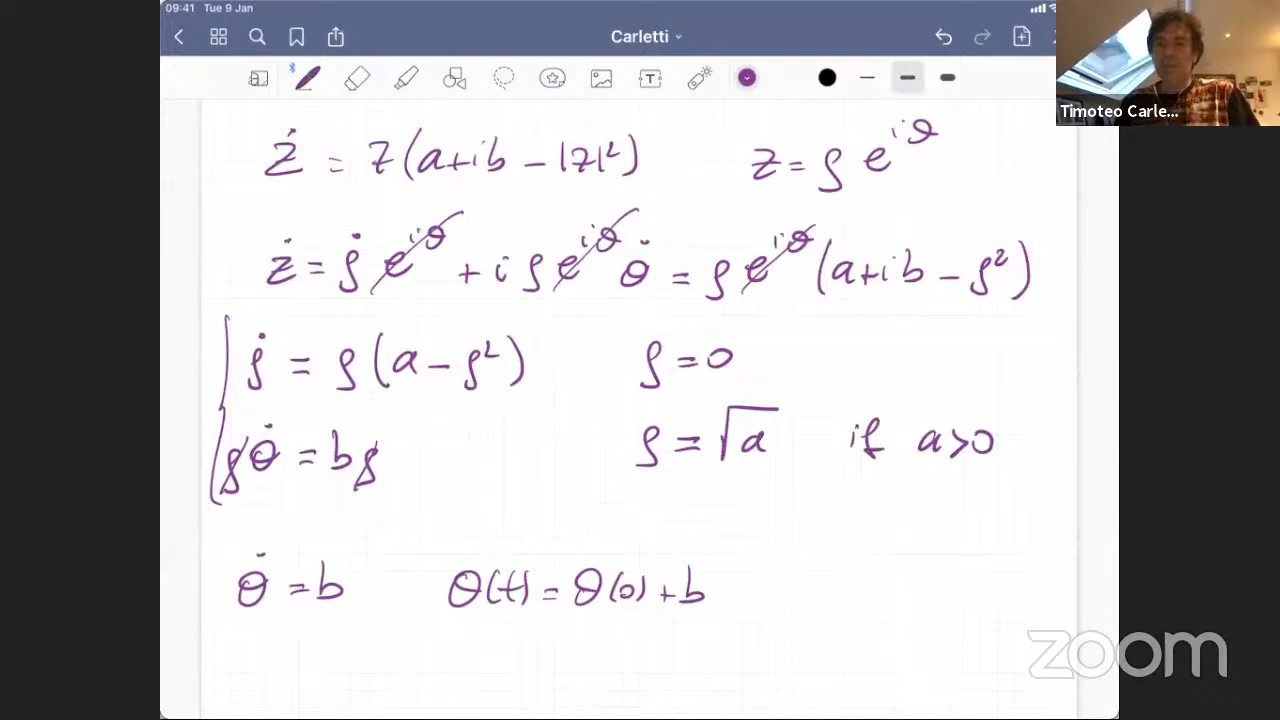 09:41 Tue 9 Jan
Carletti
Timoteo Carle...
ż = z(a+ib - |z|²)    z = ρ e^{iθ}
ż = ρ̇ e^{iθ} + i ρ e^{iθ} θ̇ = ρ e^{iθ} (a+ib - ρ²)
ρ̇ = ρ(a - ρ²)    ρ = 0
ρθ̇ = bρ    ρ = √a    if a>0
θ̇ = b    θ(t) = θ(0) + b
zoom